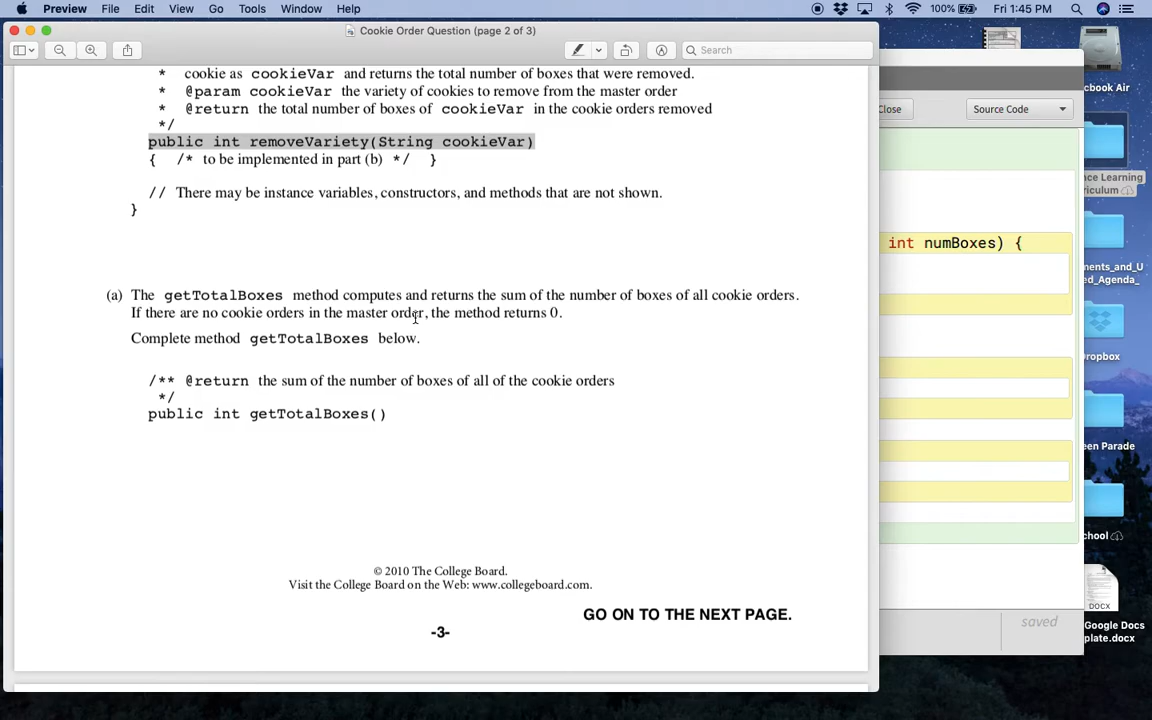 Preview File Edit View Go Tools Window Help 100% Fri 1:45 PM
Cookie Order Question (page 2 of 3)
Search
* cookie as cookieVar and returns the total number of boxes that were removed.
* @param cookieVar the variety of cookies to remove from the master order
* @return the total number of boxes of cookieVar in the cookie orders removed
*/
public int removeVariety(String cookieVar)
{ /* to be implemented in part (b) */ }
// There may be instance variables, constructors, and methods that are not shown.
}
(a) The getTotalBoxes method computes and returns the sum of the number of boxes of all cookie orders.
If there are no cookie orders in the master order, the method returns 0.
Complete method getTotalBoxes below.
/** @return the sum of the number of boxes of all of the cookie orders
*/
public int getTotalBoxes()
© 2010 The College Board.
Visit the College Board on the Web: www.collegeboard.com.
GO ON TO THE NEXT PAGE.
-3-
Close
Source Code
int numBoxes) {
saved
cbook Air
nce Learning
riculum
ments_and_U
ed_Agenda_
Dropbox
een Parade
chool
DOCX
Google Docs
plate.docx